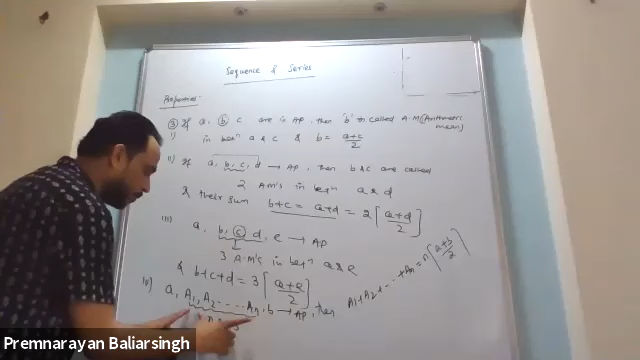 Sequence & Series
Properties:
③ If a, b, c are in AP, then 'b' is called A.M (Arithmetic mean)
i) in betⁿ a & c & b = (a+c)/2
ii) If a, b, c, d → AP, then b & c are called
2 AM's in betⁿ a & d
& their sum b+c = a+d = 2[(a+d)/2]
iii) a, b, c, d, e → AP
3 A.M's in betⁿ a & e
& b+c+d = 3[(a+e)/2]
iv) a, A₁, A₂ ..... Aₙ, b → AP, then A₁+A₂+...+Aₙ = n[(a+b)/2]
Premnarayan Baliarsingh